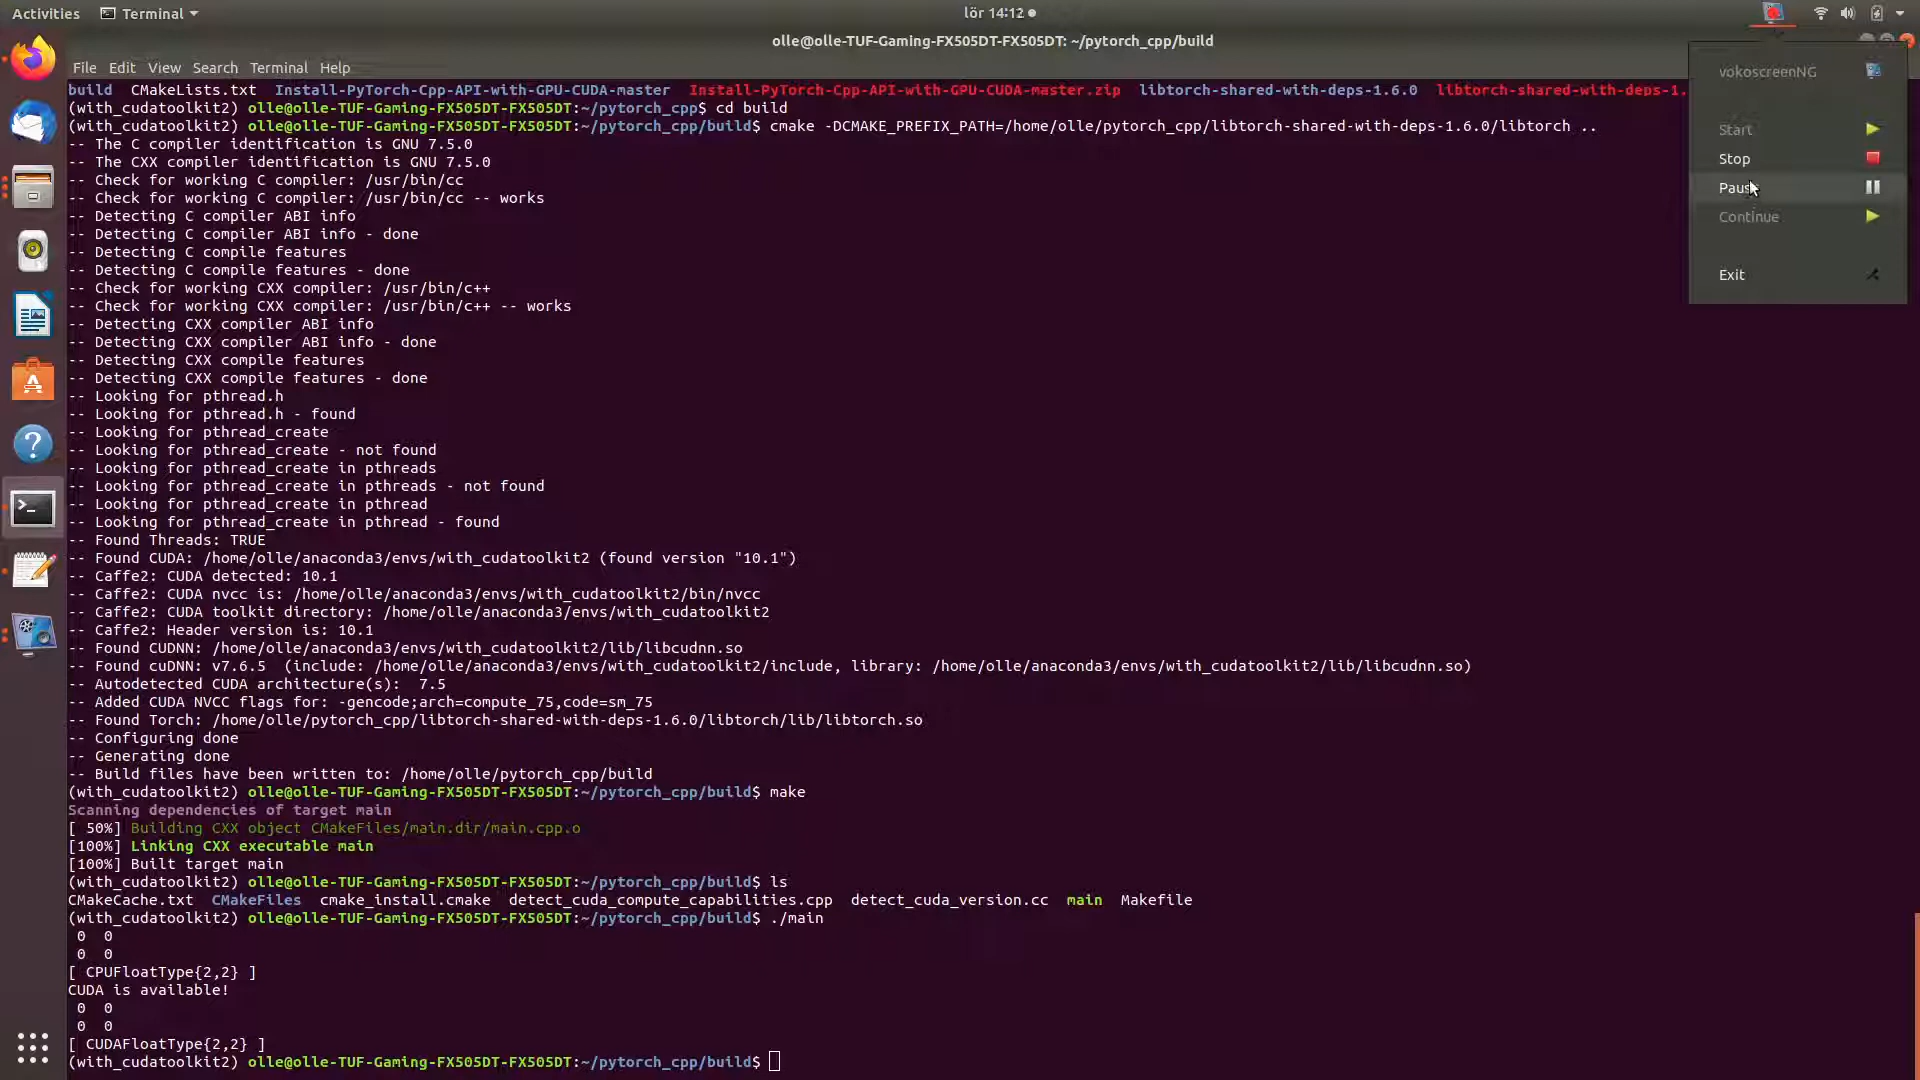 Activities Terminal lör 14:12
olle@olle-TUF-Gaming-FX505DT-FX505DT: ~/pytorch_cpp/build
File Edit View Search Terminal Help
build CMakeLists.txt Install-PyTorch-Cpp-API-with-GPU-CUDA-master Install-PyTorch-Cpp-API-with-GPU-CUDA-master.zip libtorch-shared-with-deps-1.6.0 libtorch-shared-with-deps-1.
(with_cudatoolkit2) olle@olle-TUF-Gaming-FX505DT-FX505DT:~/pytorch_cpp$ cd build
(with_cudatoolkit2) olle@olle-TUF-Gaming-FX505DT-FX505DT:~/pytorch_cpp/build$ cmake -DCMAKE_PREFIX_PATH=/home/olle/pytorch_cpp/libtorch-shared-with-deps-1.6.0/libtorch ..
-- The C compiler identification is GNU 7.5.0
-- The CXX compiler identification is GNU 7.5.0
-- Check for working C compiler: /usr/bin/cc
-- Check for working C compiler: /usr/bin/cc -- works
-- Detecting C compiler ABI info
-- Detecting C compiler ABI info - done
-- Detecting C compile features
-- Detecting C compile features - done
-- Check for working CXX compiler: /usr/bin/c++
-- Check for working CXX compiler: /usr/bin/c++ -- works
-- Detecting CXX compiler ABI info
-- Detecting CXX compiler ABI info - done
-- Detecting CXX compile features
-- Detecting CXX compile features - done
-- Looking for pthread.h
-- Looking for pthread.h - found
-- Looking for pthread_create
-- Looking for pthread_create - not found
-- Looking for pthread_create in pthreads
-- Looking for pthread_create in pthreads - not found
-- Looking for pthread_create in pthread
-- Looking for pthread_create in pthread - found
-- Found Threads: TRUE
-- Found CUDA: /home/olle/anaconda3/envs/with_cudatoolkit2 (found version "10.1")
-- Caffe2: CUDA detected: 10.1
-- Caffe2: CUDA nvcc is: /home/olle/anaconda3/envs/with_cudatoolkit2/bin/nvcc
-- Caffe2: CUDA toolkit directory: /home/olle/anaconda3/envs/with_cudatoolkit2
-- Caffe2: Header version is: 10.1
-- Found CUDNN: /home/olle/anaconda3/envs/with_cudatoolkit2/lib/libcudnn.so
-- Found cuDNN: v7.6.5 (include: /home/olle/anaconda3/envs/with_cudatoolkit2/include, library: /home/olle/anaconda3/envs/with_cudatoolkit2/lib/libcudnn.so)
-- Autodetected CUDA architecture(s): 7.5
-- Added CUDA NVCC flags for: -gencode;arch=compute_75,code=sm_75
-- Found Torch: /home/olle/pytorch_cpp/libtorch-shared-with-deps-1.6.0/libtorch/lib/libtorch.so
-- Configuring done
-- Generating done
-- Build files have been written to: /home/olle/pytorch_cpp/build
(with_cudatoolkit2) olle@olle-TUF-Gaming-FX505DT-FX505DT:~/pytorch_cpp/build$ make
Scanning dependencies of target main
[ 50%] Building CXX object CMakeFiles/main.dir/main.cpp.o
[100%] Linking CXX executable main
[100%] Built target main
(with_cudatoolkit2) olle@olle-TUF-Gaming-FX505DT-FX505DT:~/pytorch_cpp/build$ ls
CMakeCache.txt CMakeFiles cmake_install.cmake detect_cuda_compute_capabilities.cpp detect_cuda_version.cc main Makefile
(with_cudatoolkit2) olle@olle-TUF-Gaming-FX505DT-FX505DT:~/pytorch_cpp/build$ ./main
0 0
0 0
[ CPUFloatType{2,2} ]
CUDA is available!
0 0
0 0
[ CUDAFloatType{2,2} ]
(with_cudatoolkit2) olle@olle-TUF-Gaming-FX505DT-FX505DT:~/pytorch_cpp/build$
vokoscreenNG
Start
Stop
Paus
Continue
Exit